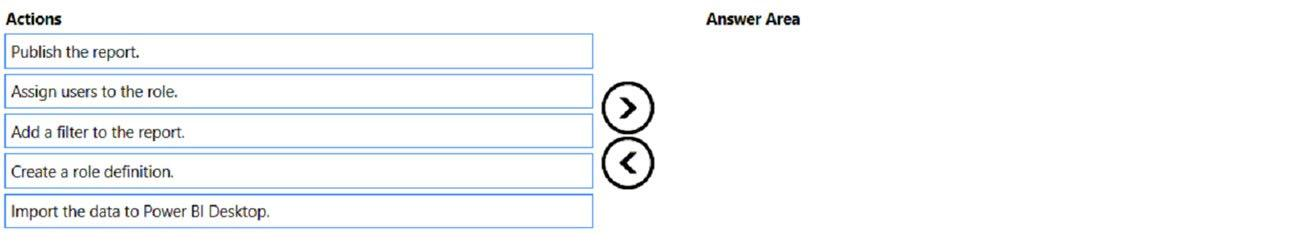 Actions
Answer Area
Publish the report.
Assign users to the role.
Add a filter to the report.
Create a role definition.
Import the data to Power BI Desktop.